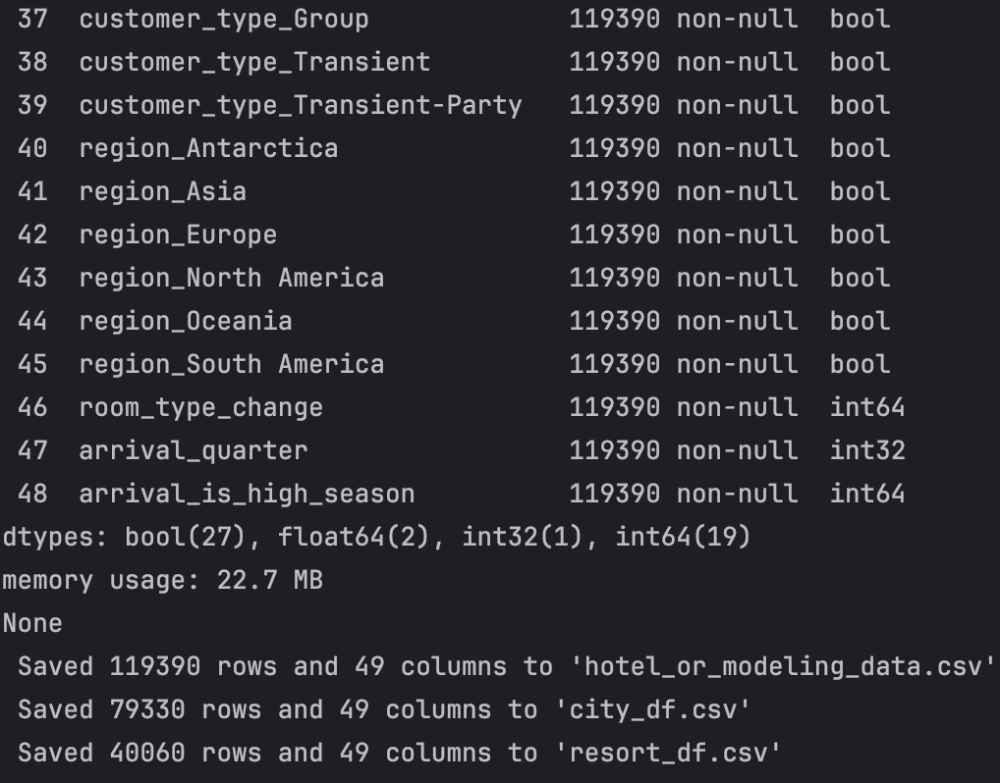 37 customer_type_Group 119390 non-null bool
38 customer_type_Transient 119390 non-null bool
39 customer_type_Transient-Party 119390 non-null bool
40 region_Antarctica 119390 non-null bool
41 region_Asia 119390 non-null bool
42 region_Europe 119390 non-null bool
43 region_North America 119390 non-null bool
44 region_Oceania 119390 non-null bool
45 region_South America 119390 non-null bool
46 room_type_change 119390 non-null int64
47 arrival_quarter 119390 non-null int32
48 arrival_is_high_season 119390 non-null int64
dtypes: bool(27), float64(2), int32(1), int64(19)
memory usage: 22.7 MB
None
Saved 119390 rows and 49 columns to 'hotel_or_modeling_data.csv'
Saved 79330 rows and 49 columns to 'city_df.csv'
Saved 40060 rows and 49 columns to 'resort_df.csv'